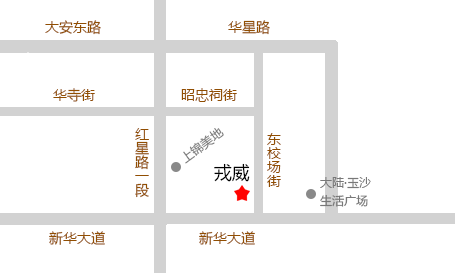 大安东路
华星路
华寺街
昭忠祠街
红星路一段
上锦美地
东校场街
戎威
大陆·玉沙
生活广场
新华大道
新华大道